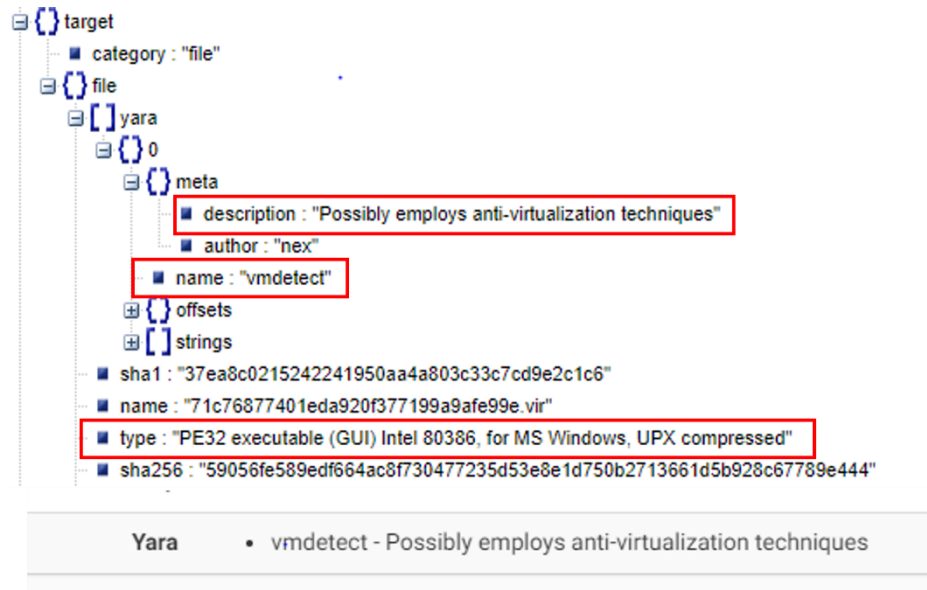 target
category : "file"
file
yara
0
meta
description : "Possibly employs anti-virtualization techniques"
author : "nex"
name : "vmdetect"
offsets
strings
sha1 : "37ea8c0215242241950aa4a803c33c7cd9e2c1c6"
name : "71c76877401eda920f377199a9afe99e.vir"
type : "PE32 executable (GUI) Intel 80386, for MS Windows, UPX compressed"
sha256 : "59056fe589edf664ac8f730477235d53e8e1d750b2713661d5b928c67789e444"
Yara • vmdetect - Possibly employs anti-virtualization techniques